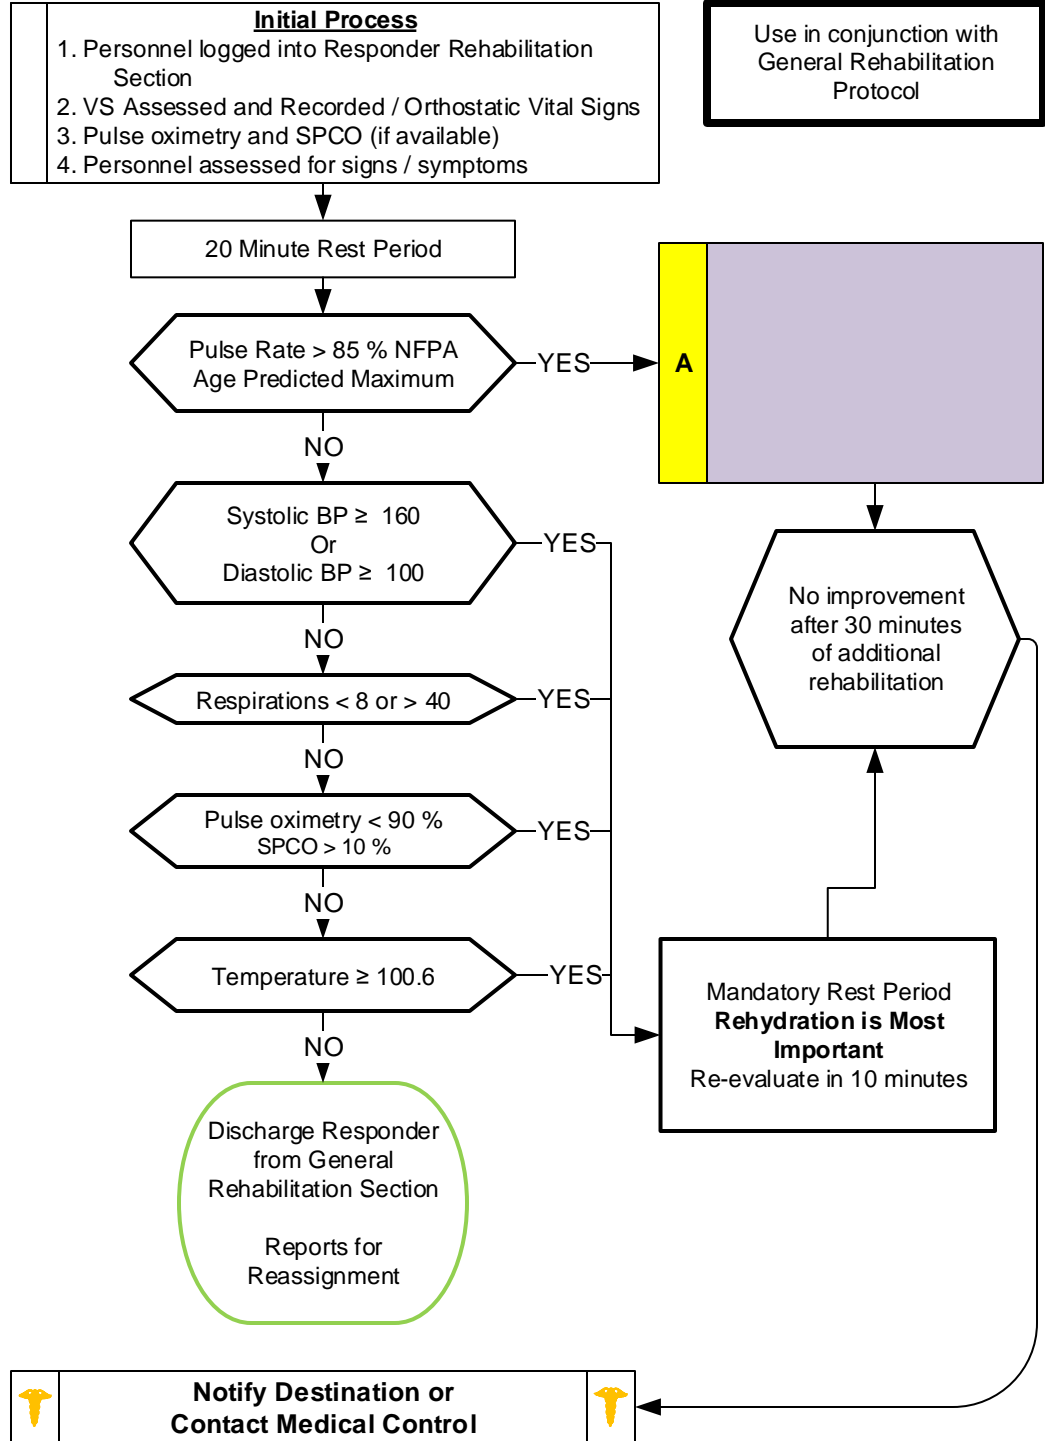 Initial Process
1. Personnel logged into Responder Rehabilitation
Section
2. VS Assessed and Recorded / Orthostatic Vital Signs
3. Pulse oximetry and SPCO (if available)
4. Personnel assessed for signs / symptoms
Use in conjunction with
General Rehabilitation
Protocol
20 Minute Rest Period
Pulse Rate > 85 % NFPA
Age Predicted Maximum
YES
A
NO
Systolic BP ≥ 160
Or
Diastolic BP ≥ 100
YES
No improvement
after 30 minutes
of additional
rehabilitation
NO
Respirations < 8 or > 40
YES
NO
Pulse oximetry < 90 %
SPCO > 10 %
YES
NO
Temperature ≥ 100.6
YES
Mandatory Rest Period
Rehydration is Most
Important
Re-evaluate in 10 minutes
NO
Discharge Responder
from General
Rehabilitation Section
Reports for
Reassignment
Notify Destination or
Contact Medical Control